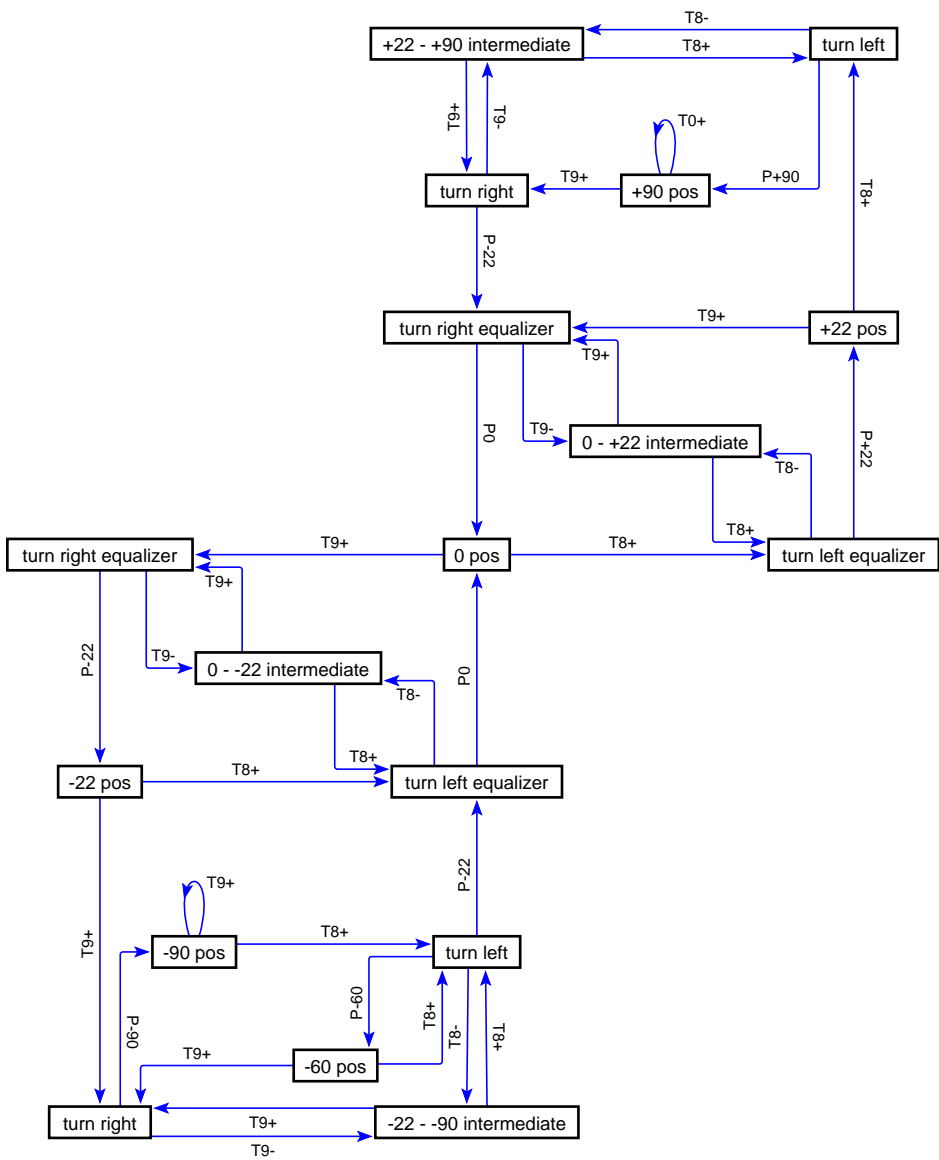 T8-
+22 - +90 intermediate
turn left
T8+
T9+
T9-
T0+
T9+
P+90
turn right
+90 pos
T8+
P-22
T9+
turn right equalizer
+22 pos
T9+
P0
T9-
0 - +22 intermediate
P+22
T8-
T8+
T9+
T8+
turn right equalizer
0 pos
turn left equalizer
T9+
P-22
T9-
0 - -22 intermediate
P0
T8-
T8+
T8+
-22 pos
turn left equalizer
P-22
T9+
T9+
T8+
-90 pos
turn left
P-60
T8+
T8-
T8+
P-90
T9+
-60 pos
turn right
T9+
-22 - -90 intermediate
T9-